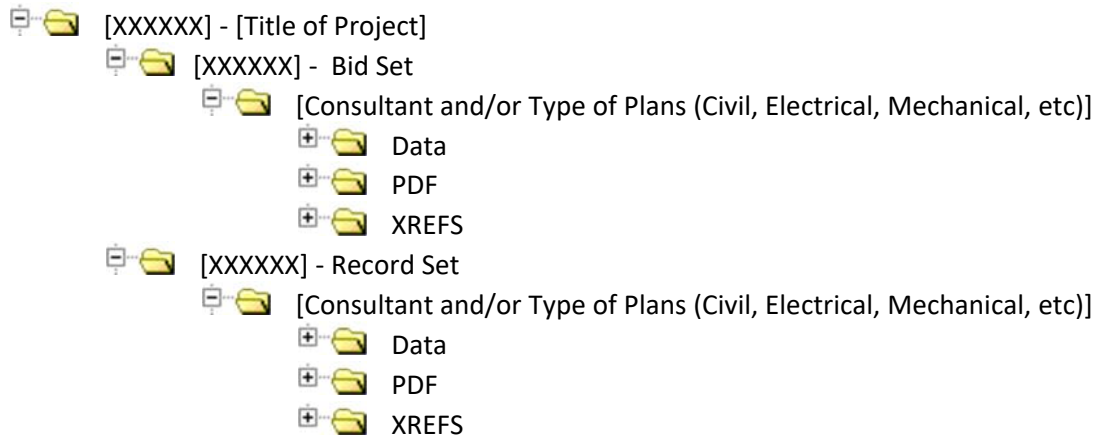 [XXXXXX] - [Title of Project]
[XXXXXX] - Bid Set
[Consultant and/or Type of Plans (Civil, Electrical, Mechanical, etc)]
Data
PDF
XREFS
[XXXXXX] - Record Set
[Consultant and/or Type of Plans (Civil, Electrical, Mechanical, etc)]
Data
PDF
XREFS